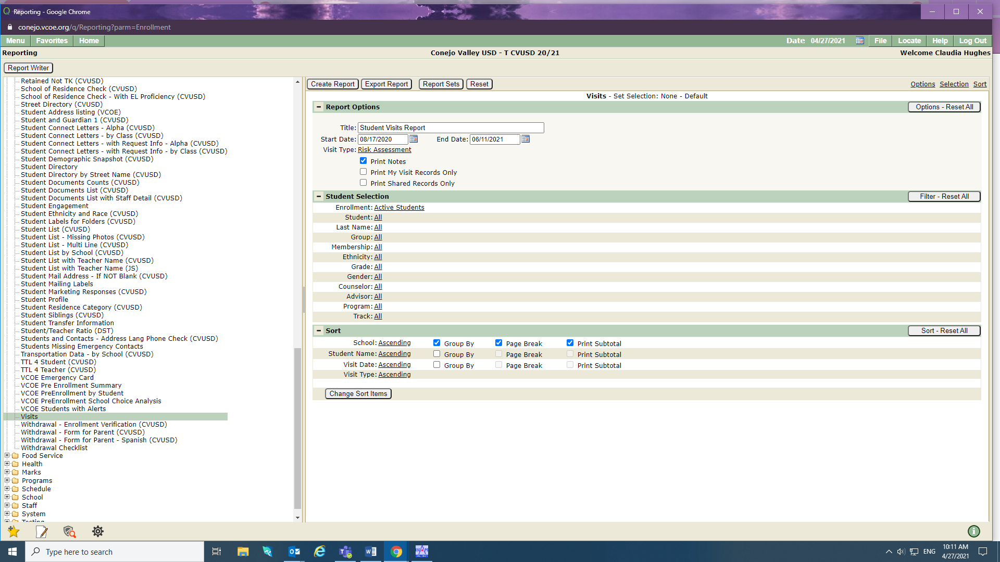 Reporting - Google Chrome
conejo.vcoe.org/q/Reporting?parm=Enrollment
Menu Favorites Home Date 04/27/2021 File Locate Help Log Out
Reporting Conejo Valley USD - T CVUSD 20/21 Welcome Claudia Hughes
Report Writer
Retained Not TK (CVUSD)
School of Residence Check (CVUSD)
School of Residence Check - With EL Proficiency (CVUSD)
Street Directory (CVUSD)
Student Address listing (VCOE)
Student and Guardian 1 (CVUSD)
Student Connect Letters - Alpha (CVUSD)
Student Connect Letters - by Class (CVUSD)
Student Connect Letters - with Request Info - Alpha (CVUSD)
Student Connect Letters - with Request Info - by Class (CVUSD)
Student Demographic Snapshot (CVUSD)
Student Directory
Student Directory by Street Name (CVUSD)
Student Documents Counts (CVUSD)
Student Documents List (CVUSD)
Student Documents List with Staff Detail (CVUSD)
Student Engagement
Student Ethnicity and Race (CVUSD)
Student Labels for Folders (CVUSD)
Student List (CVUSD)
Student List - Missing Photos (CVUSD)
Student List - Multi Line (CVUSD)
Student List by School (CVUSD)
Student List with Teacher Name (CVUSD)
Student List with Teacher Name (JS)
Student Mail Address - If NOT Blank (CVUSD)
Student Mailing Labels
Student Marketing Responses (CVUSD)
Student Profile
Student Residence Category (CVUSD)
Student Siblings (CVUSD)
Student Transfer Information
Student/Teacher Ratio (DST)
Students and Contacts - Address Lang Phone Check (CVUSD)
Students Missing Emergency Contacts
Transportation Data - by School (CVUSD)
TTL 4 Student (CVUSD)
TTL 4 Teacher (CVUSD)
VCOE Emergency Card
VCOE Pre Enrollment Summary
VCOE PreEnrollment by Student
VCOE PreEnrollment School Choice Analysis
VCOE Students with Alerts
Visits
Withdrawal - Enrollment Verification (CVUSD)
Withdrawal - Form for Parent (CVUSD)
Withdrawal - Form for Parent - Spanish (CVUSD)
Withdrawal Checklist
Food Service
Health
Marks
Programs
Schedule
School
Staff
System
Testing
Create Report Export Report Report Sets Reset Options Selection Sort
Visits - Set Selection: None - Default
Report Options Options - Reset All
Title: Student Visits Report
Start Date: 08/17/2020 End Date: 06/11/2021
Visit Type: Risk Assessment
Print Notes
Print My Visit Records Only
Print Shared Records Only
Student Selection Filter - Reset All
Enrollment: Active Students
Student: All
Last Name: All
Group: All
Membership: All
Ethnicity: All
Grade: All
Gender: All
Counselor: All
Advisor: All
Program: All
Track: All
Sort Sort - Reset All
School: Ascending Group By Page Break Print Subtotal
Student Name: Ascending Group By Page Break Print Subtotal
Visit Date: Ascending Group By Page Break Print Subtotal
Visit Type: Ascending
Change Sort Items
Type here to search
ENG
10:11 AM
4/27/2021